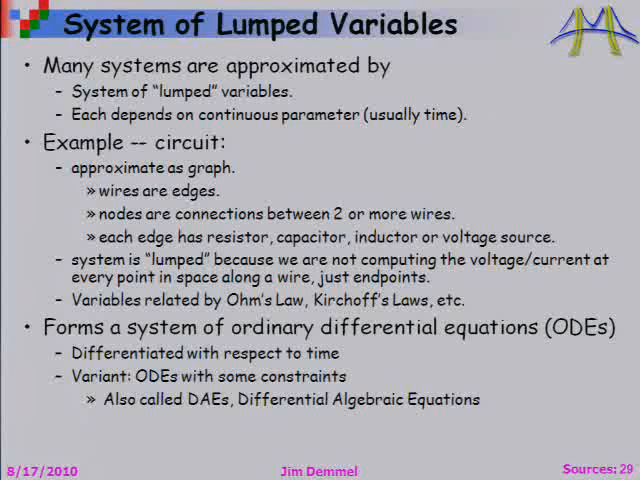 System of Lumped Variables
• Many systems are approximated by
– System of “lumped” variables.
– Each depends on continuous parameter (usually time).
• Example -- circuit:
– approximate as graph.
» wires are edges.
» nodes are connections between 2 or more wires.
» each edge has resistor, capacitor, inductor or voltage source.
– system is “lumped” because we are not computing the voltage/current at
every point in space along a wire, just endpoints.
– Variables related by Ohm’s Law, Kirchoff’s Laws, etc.
• Forms a system of ordinary differential equations (ODEs)
– Differentiated with respect to time
– Variant: ODEs with some constraints
» Also called DAEs, Differential Algebraic Equations
8/17/2010
Jim Demmel
Sources: 29